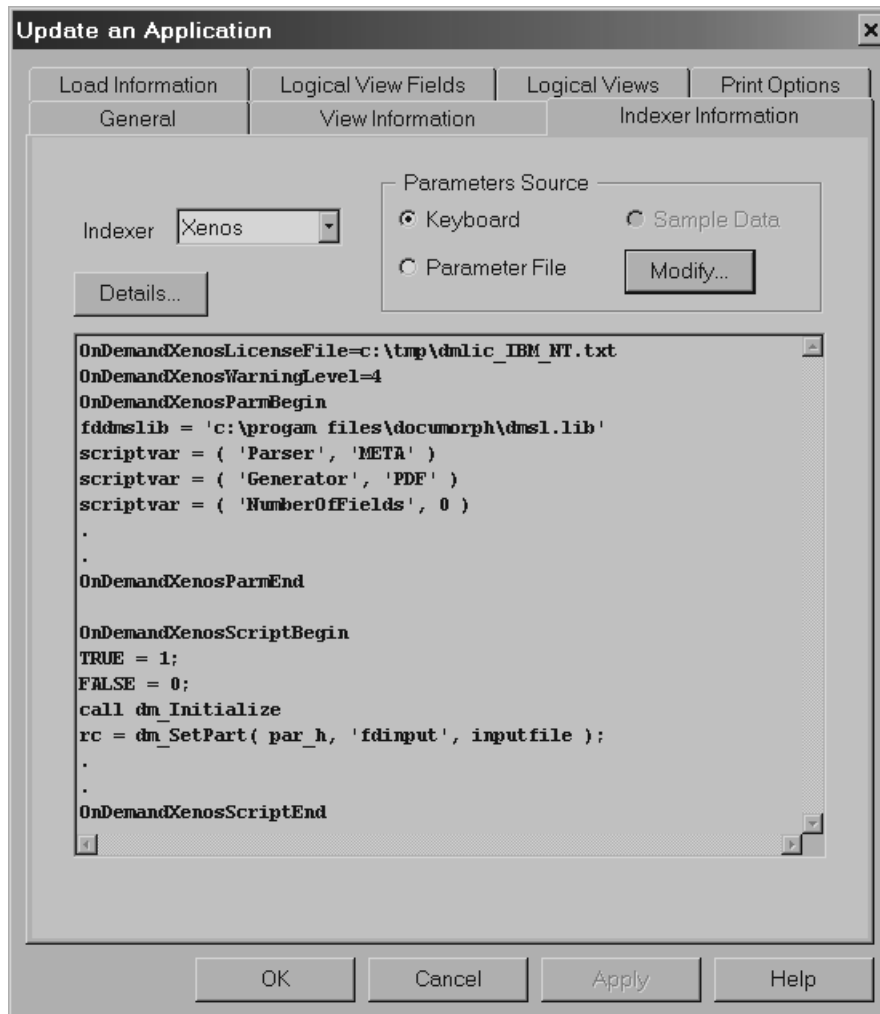 Update an Application
Load Information
Logical View Fields
Logical Views
Print Options
General
View Information
Indexer Information
Parameters Source
Indexer
Xenos
Keyboard
Sample Data
Parameter File
Modify...
Details...
OnDemandXenosLicenseFile=c:\tmp\dmlic_IBM_NT.txt
OnDemandXenosWarningLevel=4
OnDemandXenosParmBegin
fddmslib = 'c:\progam files\documorph\dmsl.lib'
scriptvar = ( 'Parser', 'META' )
scriptvar = ( 'Generator', 'PDF' )
scriptvar = ( 'NumberOfFields', 0 )
.
.
OnDemandXenosParmEnd
OnDemandXenosScriptBegin
TRUE = 1;
FALSE = 0;
call dm_Initialize
rc = dm_SetPart( par_h, 'fdinput', inputfile );
.
.
OnDemandXenosScriptEnd
OK
Cancel
Apply
Help